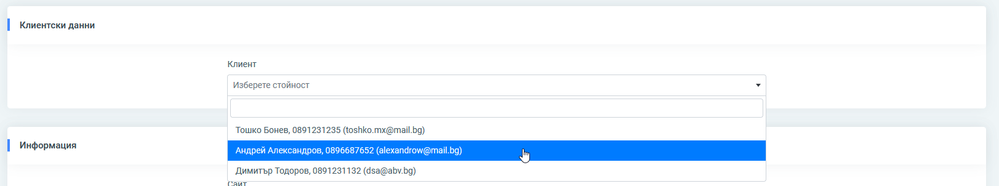 Клиентски данни
Клиент
Изберете стойност
Тошко Бонев, 0891231235 (toshko.mx@mail.bg)
Андрей Александров, 0896687652 (alexandrow@mail.bg)
Димитър Тодоров, 0891231132 (dsa@abv.bg)
Информация
Сайт